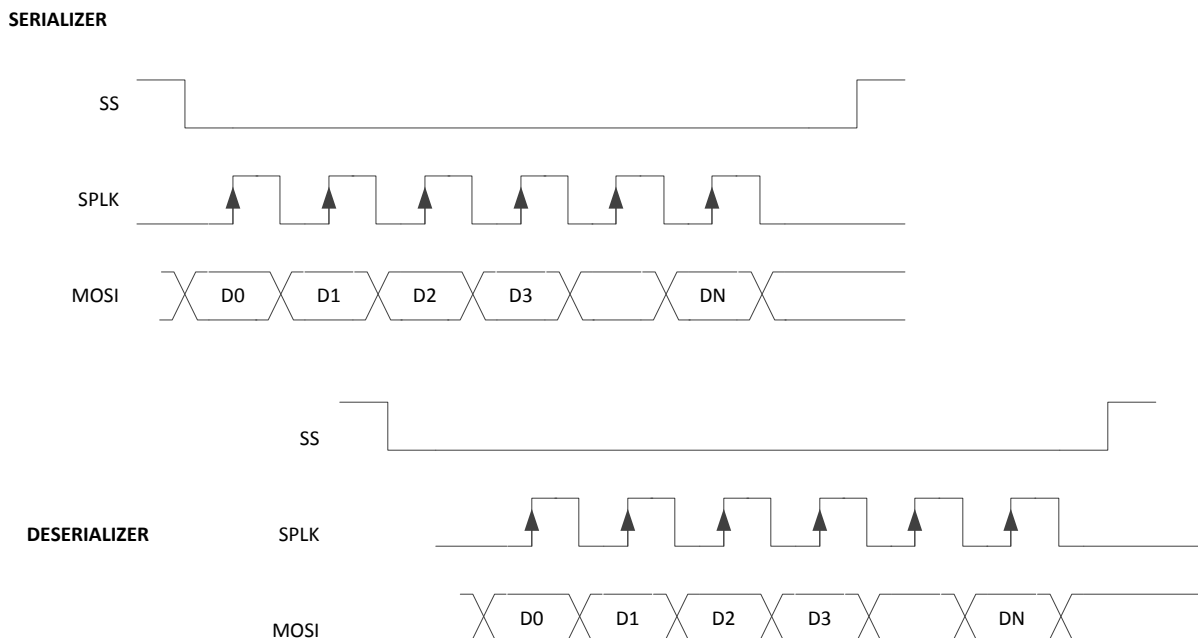 SERIALIZER
SS
SPLK
MOSI
D0 D1 D2 D3 DN
SS
DESERIALIZER
SPLK
MOSI
D0 D1 D2 D3 DN